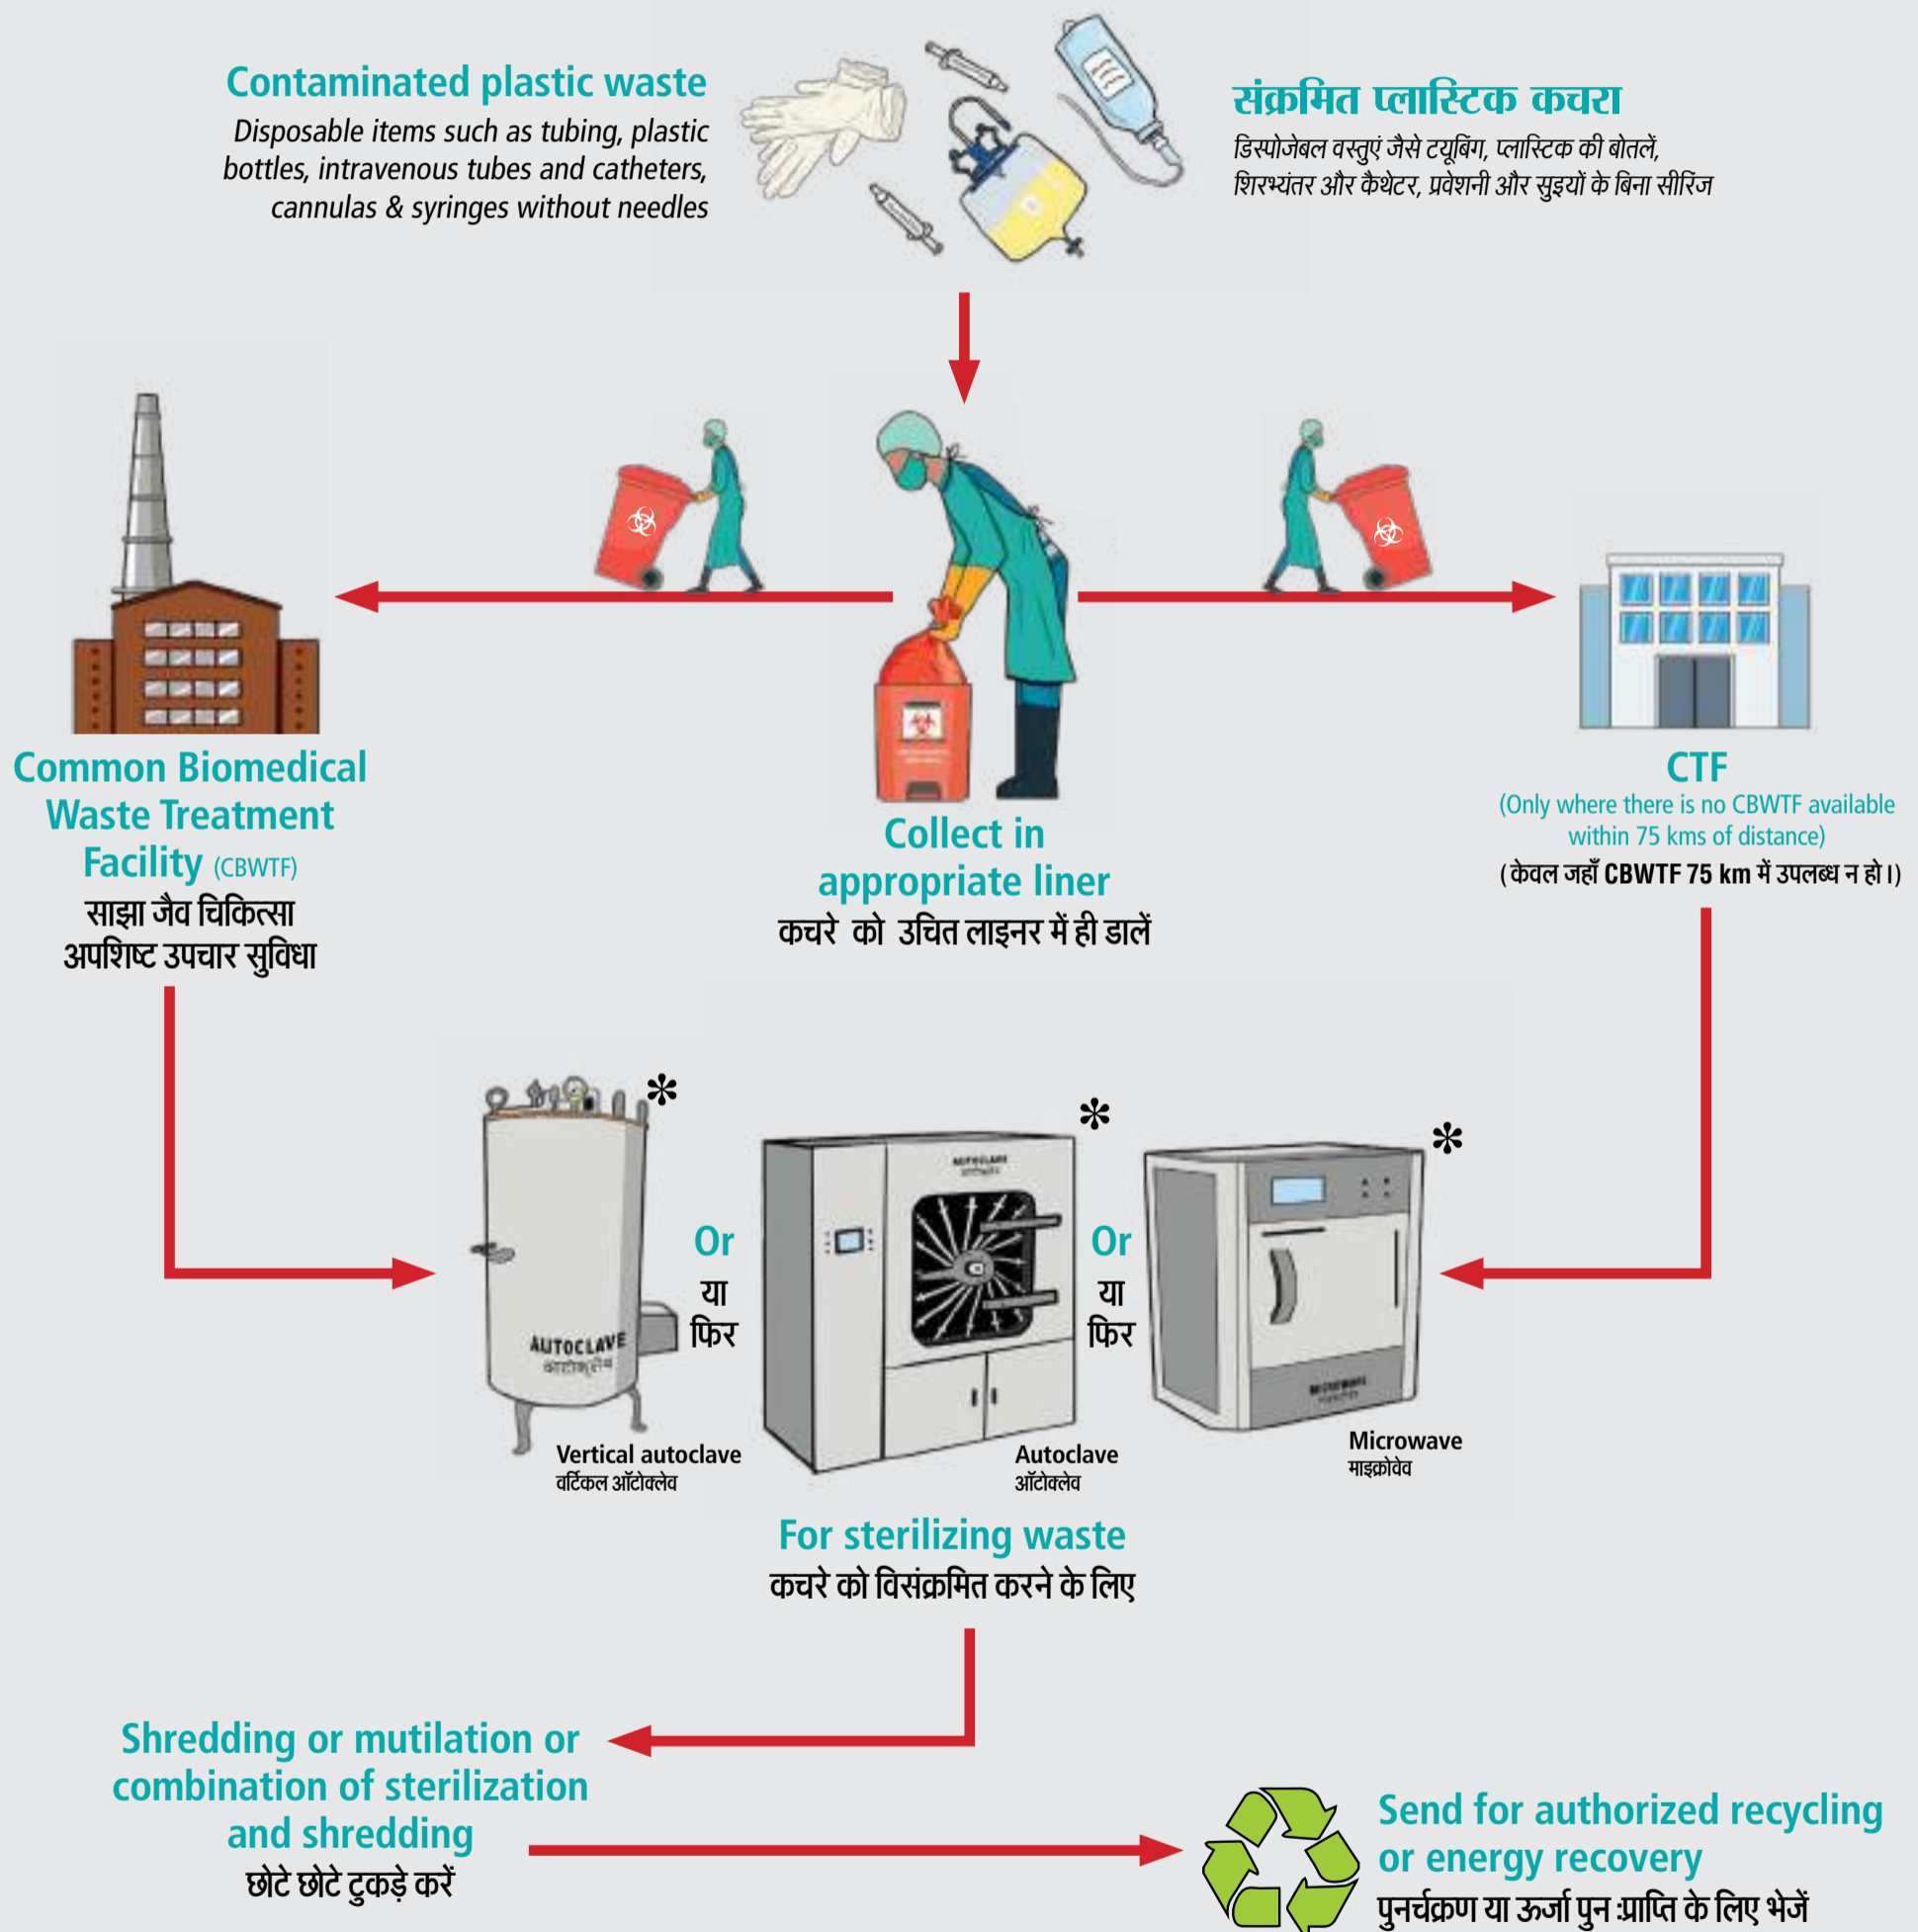 Contaminated plastic waste
Disposable items such as tubing, plastic
bottles, intravenous tubes and catheters,
cannulas & syringes without needles
संक्रमित प्लास्टिक कचरा
डिस्पोजेबल वस्तुएं जैसे टयूबिंग, प्लास्टिक की बोतलें,
शिरभ्यंतर और कैथेटर, प्रवेशनी और सुइयों के बिना सीरिंज
Common Biomedical
Waste Treatment
Facility (CBWTF)
साझा जैव चिकित्सा
अपशिष्ट उपचार सुविधा
Collect in
appropriate liner
कचरे को उचित लाइनर में ही डालें
CTF
(Only where there is no CBWTF available
within 75 kms of distance)
(केवल जहाँ CBWTF 75 km में उपलब्ध न हो।)
*
*
*
AUTOCLAVE
Or
या
फिर
AUTOCLAVE
Or
या
फिर
MICROWAVE
Vertical autoclave
वर्टिकल ऑटोक्लेव
Autoclave
ऑटोक्लेव
Microwave
माइक्रोवेव
For sterilizing waste
कचरे को विसंक्रमित करने के लिए
Shredding or mutilation or
combination of sterilization
and shredding
छोटे छोटे टुकड़े करें
Send for authorized recycling
or energy recovery
पुनर्चक्रण या ऊर्जा पुन :प्राप्ति के लिए भेजें